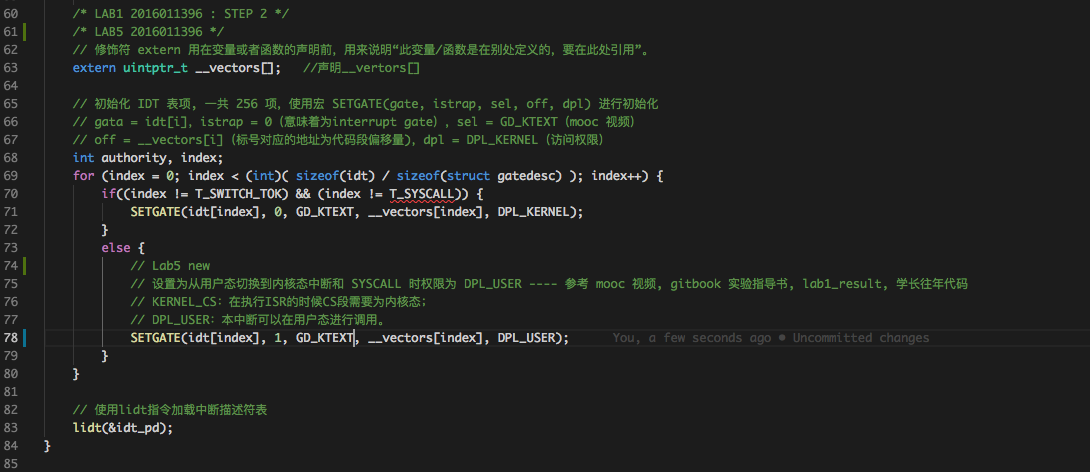 60 /* LAB1 2016011396 : STEP 2 */
61 /* LAB5 2016011396 */
62 // 修饰符 extern 用在变量或者函数的声明前，用来说明“此变量/函数是在别处定义的，要在此处引用”。
63 extern uintptr_t __vectors[]; //声明__vertors[]
64
65 // 初始化 IDT 表项, 一共 256 项, 使用宏 SETGATE(gate, istrap, sel, off, dpl) 进行初始化
66 // gata = idt[i]，istrap = 0（意味着为interrupt gate）, sel = GD_KTEXT（mooc 视频）
67 // off = __vectors[i]（标号对应的地址为代码段偏移量），dpl = DPL_KERNEL（访问权限）
68 int authority, index;
69 for (index = 0; index < (int)( sizeof(idt) / sizeof(struct gatedesc) ); index++) {
70 if((index != T_SWITCH_TOK) && (index != T_SYSCALL)) {
71 SETGATE(idt[index], 0, GD_KTEXT, __vectors[index], DPL_KERNEL);
72 }
73 else {
74 // Lab5 new
75 // 设置为从用户态切换到内核态中断和 SYSCALL 时权限为 DPL_USER ---- 参考 mooc 视频, gitbook 实验指导书, lab1_result, 学长往年代码
76 // KERNEL_CS：在执行ISR的时候CS段需要为内核态；
77 // DPL_USER：本中断可以在用户态进行调用。
78 SETGATE(idt[index], 1, GD_KTEXT, __vectors[index], DPL_USER); You, a few seconds ago • Uncommitted changes
79 }
80 }
81
82 // 使用lidt指令加载中断描述符表
83 lidt(&idt_pd);
84 }
85